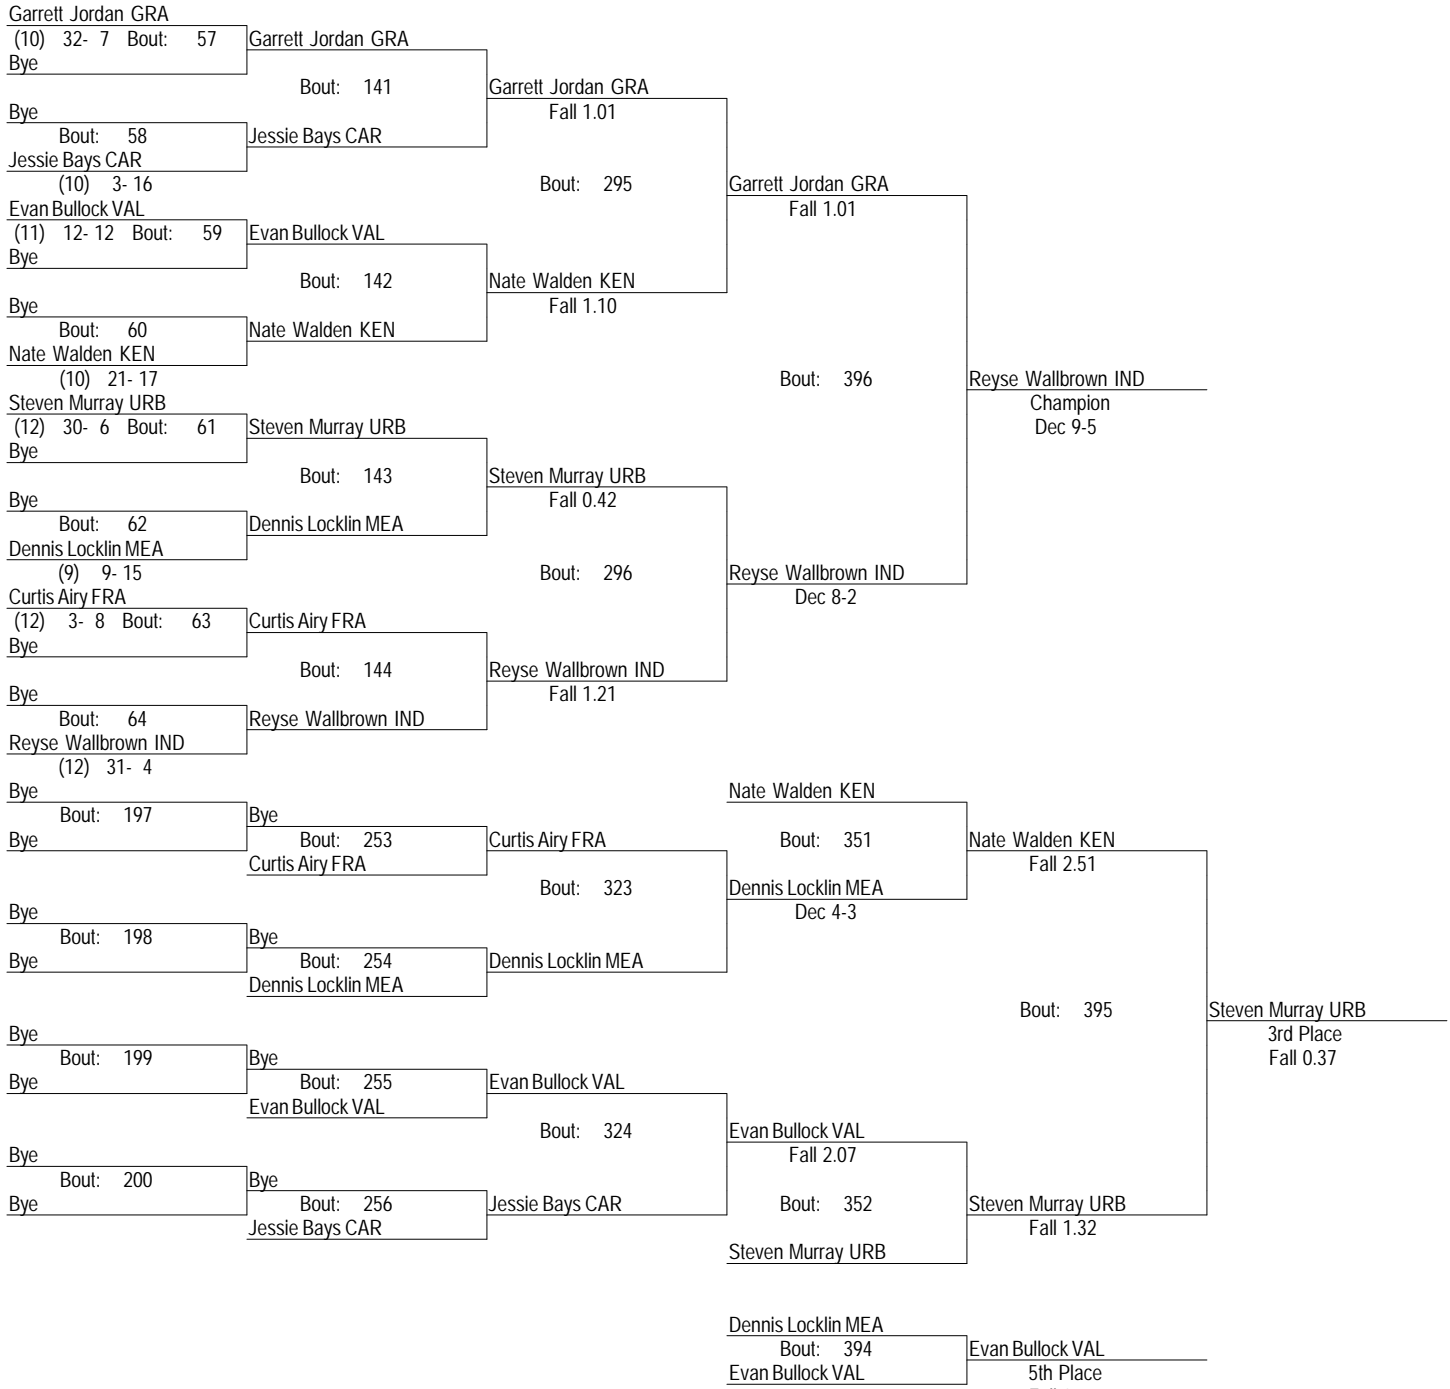 Garrett Jordan GRA
(10) 32- 7 Bout: 57 Garrett Jordan GRA
Bye
Bout: 141 Garrett Jordan GRA
Bye Fall 1.01
Bout: 58 Jessie Bays CAR
Jessie Bays CAR
(10) 3- 16 Bout: 295 Garrett Jordan GRA
Evan Bullock VAL Fall 1.01
(11) 12- 12 Bout: 59 Evan Bullock VAL
Bye
Bout: 142 Nate Walden KEN
Bye Fall 1.10
Bout: 60 Nate Walden KEN
Nate Walden KEN
(10) 21- 17 Bout: 396 Reyse Wallbrown IND
Steven Murray URB Champion
(12) 30- 6 Bout: 61 Steven Murray URB Dec 9-5
Bye
Bout: 143 Steven Murray URB
Bye Fall 0.42
Bout: 62 Dennis Locklin MEA
Dennis Locklin MEA
(9) 9- 15 Bout: 296 Reyse Wallbrown IND
Curtis Airy FRA Dec 8-2
(12) 3- 8 Bout: 63 Curtis Airy FRA
Bye
Bout: 144 Reyse Wallbrown IND
Bye Fall 1.21
Bout: 64 Reyse Wallbrown IND
Reyse Wallbrown IND
(12) 31- 4
Bye Nate Walden KEN
Bout: 197 Bye
Bye Bout: 253 Curtis Airy FRA Bout: 351 Nate Walden KEN
Curtis Airy FRA Fall 2.51
Bout: 323 Dennis Locklin MEA
Bye Dec 4-3
Bout: 198 Bye
Bye Bout: 254 Dennis Locklin MEA
Dennis Locklin MEA
Bout: 395 Steven Murray URB
Bye 3rd Place
Bout: 199 Bye Fall 0.37
Bye Bout: 255 Evan Bullock VAL
Evan Bullock VAL
Bout: 324 Evan Bullock VAL
Bye Fall 2.07
Bout: 200 Bye
Bye Bout: 256 Jessie Bays CAR Bout: 352 Steven Murray URB
Jessie Bays CAR Fall 1.32
Steven Murray URB
Dennis Locklin MEA
Bout: 394 Evan Bullock VAL
Evan Bullock VAL 5th Place